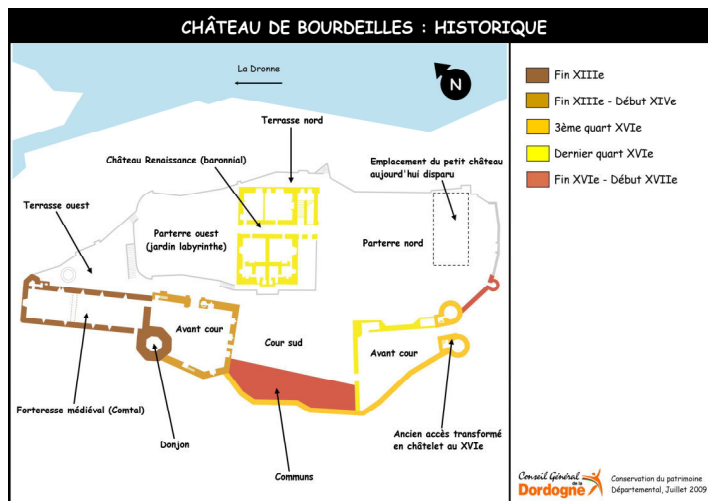 CHÂTEAU DE BOURDEILLES : HISTORIQUE
La Dronne
N
Terrasse nord
Château Renaissance (baronnial)
Emplacement du petit château
aujourd'hui disparu
Terrasse ouest
Parterre ouest
(jardin labyrinthe)
Parterre nord
Avant cour
Cour sud
Avant cour
Forteresse médiéval (Comtal)
Donjon
Communs
Ancien accès transformé
en châtelet au XVIe
Fin XIIIe
Fin XIIIe - Début XIVe
3ème quart XVIe
Dernier quart XVIe
Fin XVIe - Début XVIIe
Conseil Général
de la
Dordogne
Conservation du patrimoine
Départemental, Juillet 2009